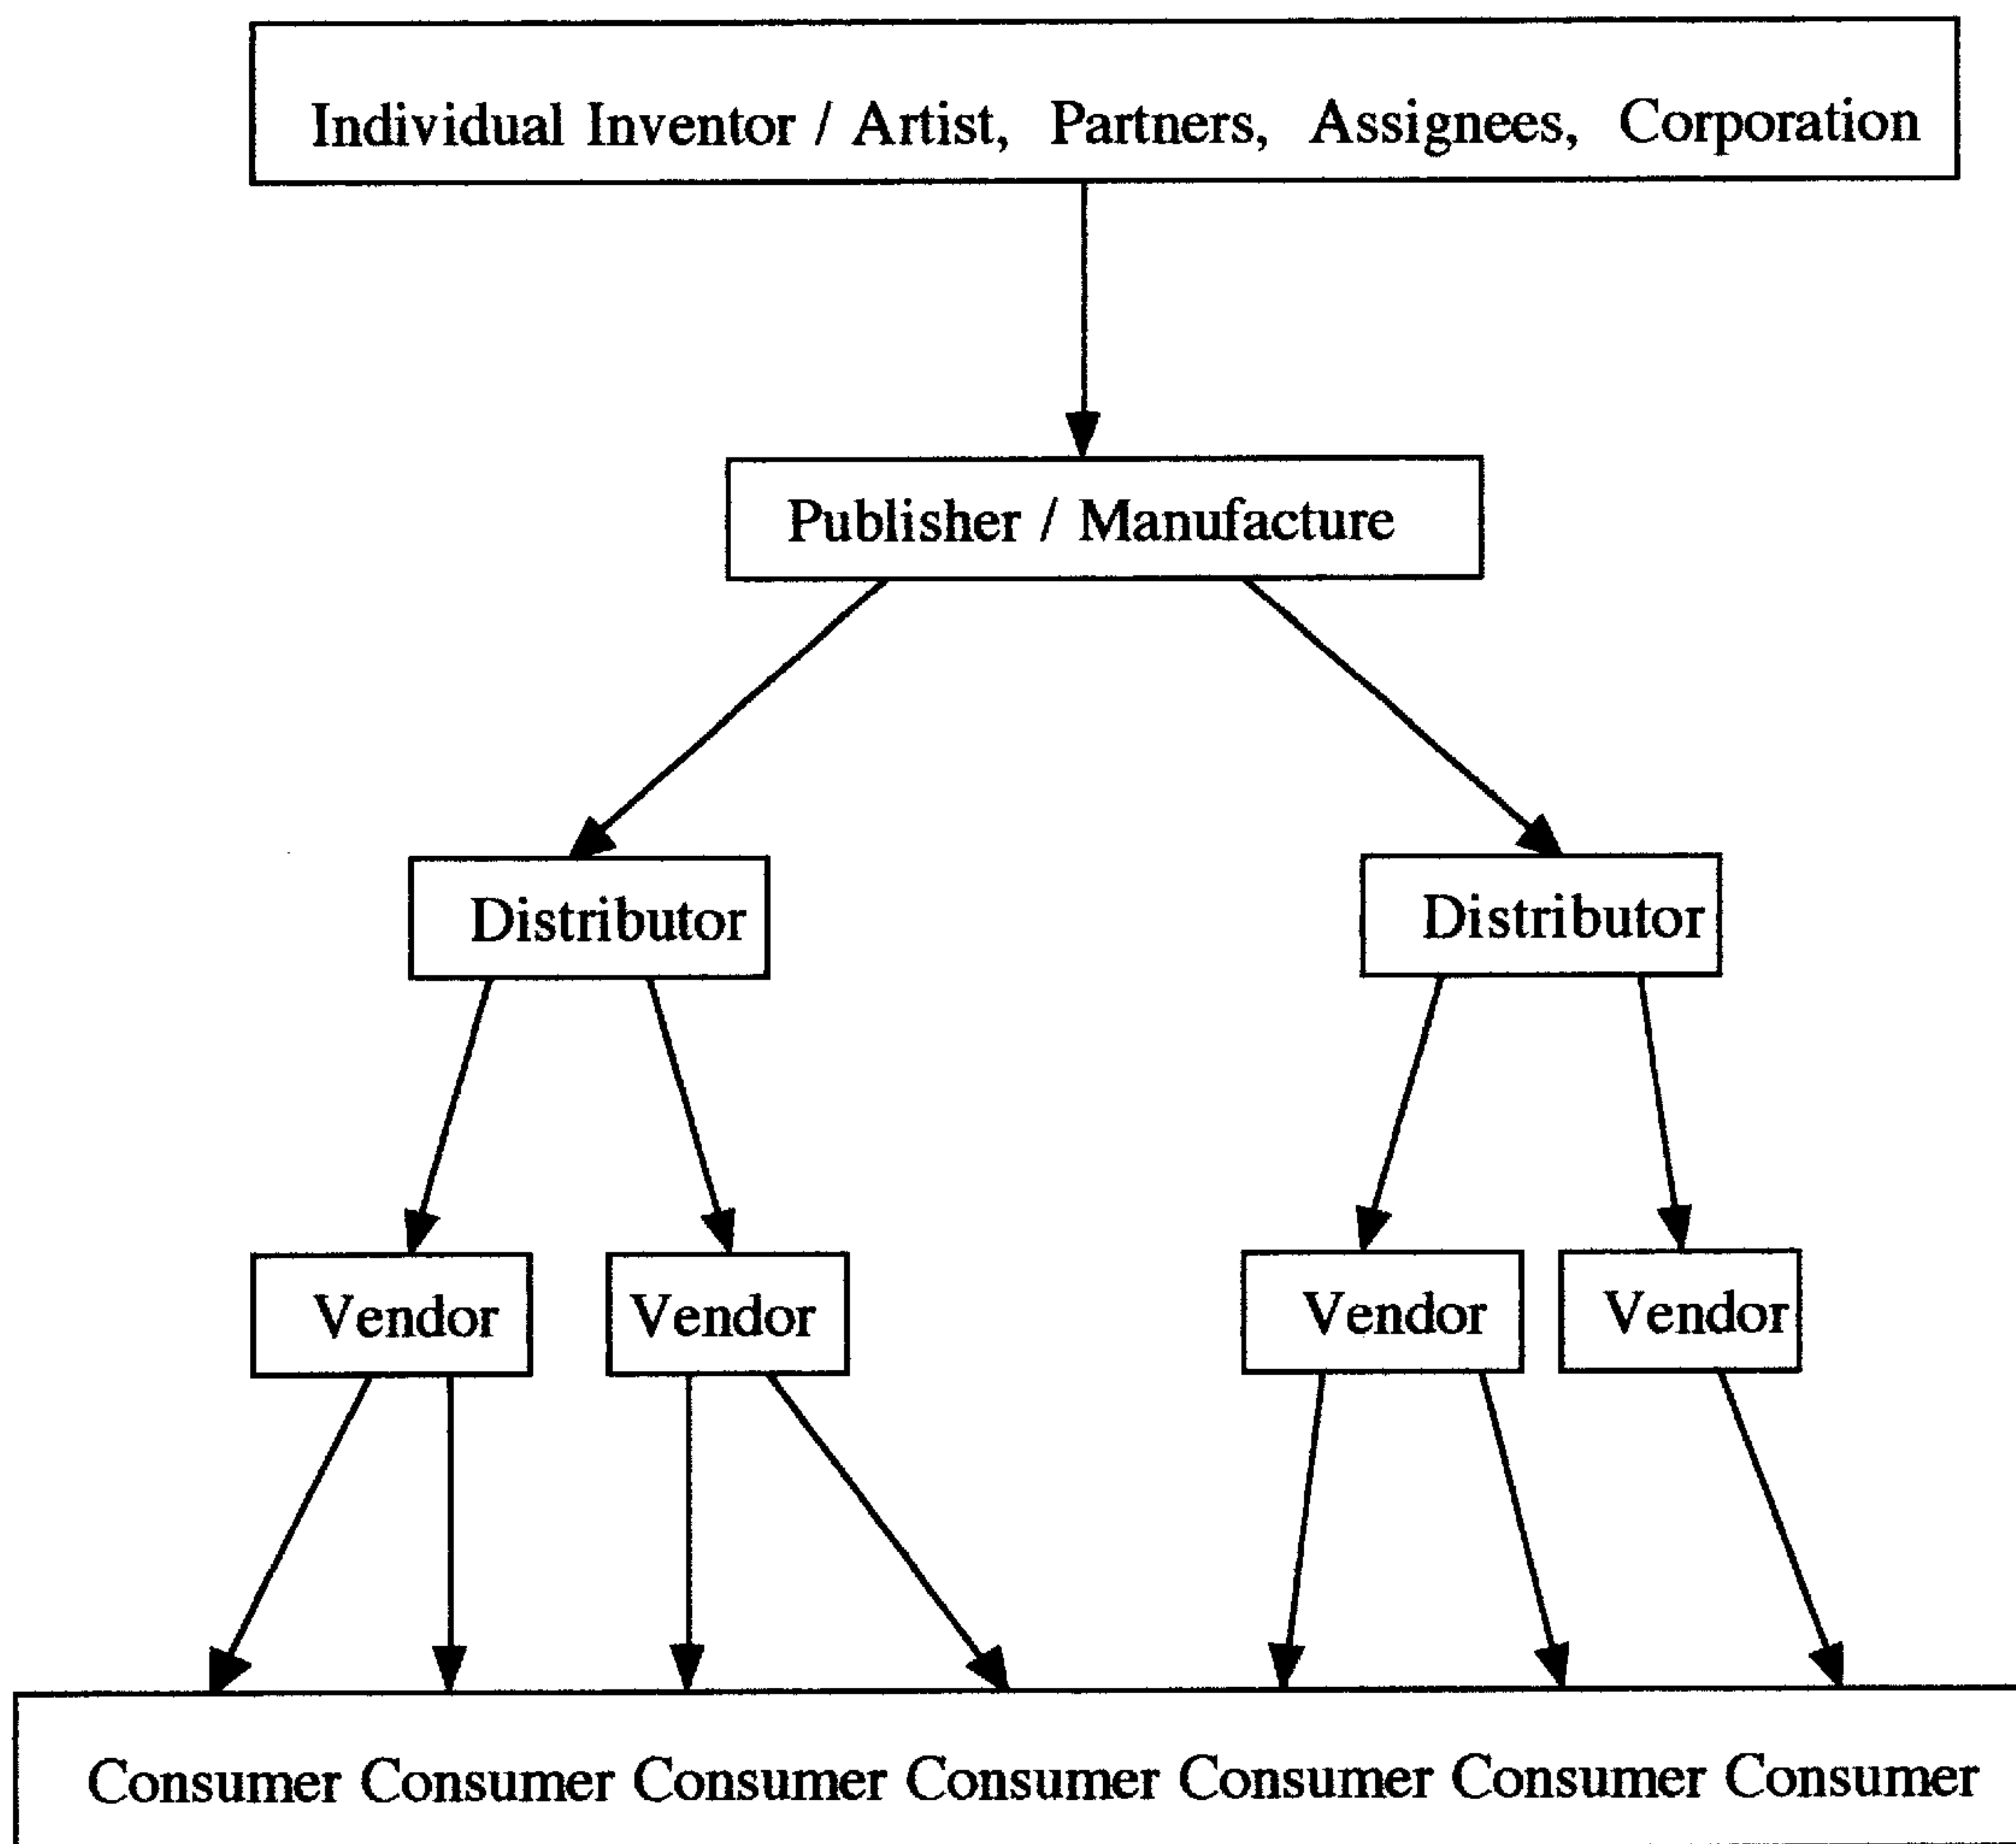 Individual Inventor / Artist, Partners, Assignees, Corporation
Publisher / Manufacture
Distributor Distributor
Vendor Vendor Vendor Vendor
Consumer Consumer Consumer Consumer Consumer Consumer Consumer